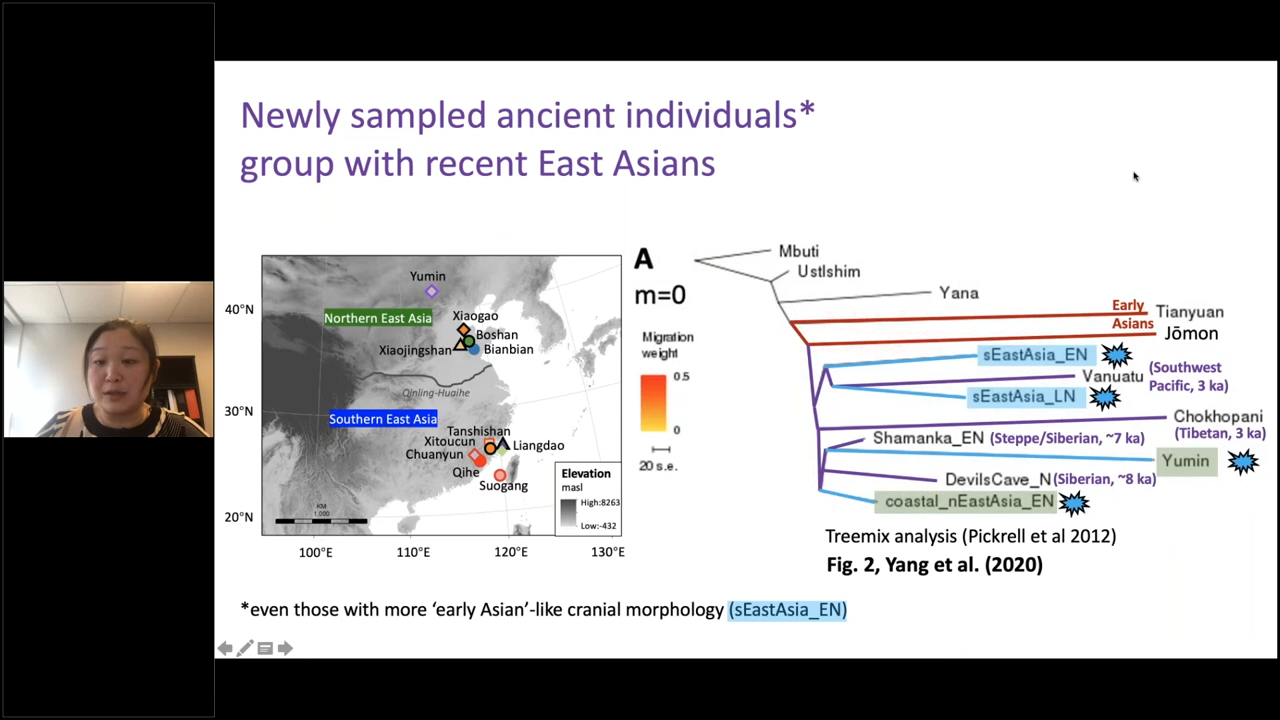 Newly sampled ancient individuals*
group with recent East Asians
40°N
30°N
20°N
100°E
110°E
120°E
130°E
Yumin
Northern East Asia
Xiaogao
Boshan
Xiaojingshan
Bianbian
Qinling-Huaihe
Southern East Asia
Tanshishan
Xitoucun
Liangdao
Chuanyun
Qihe
Suogang
KM
1,000
Elevation
masl
High:8263
Low:-432
A
m=0
Migration
weight
0.5
0
20 s.e.
Mbuti
UstIshim
Yana
Early
Asians
Tianyuan
Jōmon
sEastAsia_EN
Vanuatu
(Southwest
Pacific, 3 ka)
sEastAsia_LN
Chokhopani
(Tibetan, 3 ka)
Shamanka_EN (Steppe/Siberian, ~7 ka)
Yumin
DevilsCave_N(Siberian, ~8 ka)
coastal_nEastAsia_EN
Treemix analysis (Pickrell et al 2012)
Fig. 2, Yang et al. (2020)
*even those with more ‘early Asian’-like cranial morphology (sEastAsia_EN)